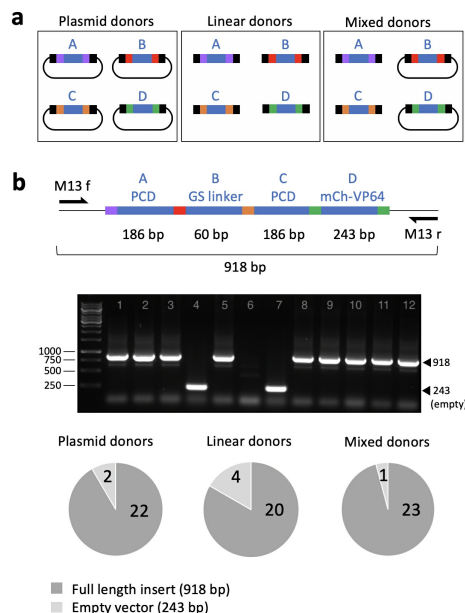 a
Plasmid donors
Linear donors
Mixed donors
A
B
A
B
A
B
C
D
C
D
C
D
b
M13 f
A
B
C
D
PCD
GS linker
PCD
mCh-VP64
M13 r
186 bp
60 bp
186 bp
243 bp
918 bp
1 2 3 4 5 6 7 8 9 10 11 12
1000
750
500
250
918
243
(empty)
Plasmid donors
Linear donors
Mixed donors
2
22
4
20
1
23
Full length insert (918 bp)
Empty vector (243 bp)